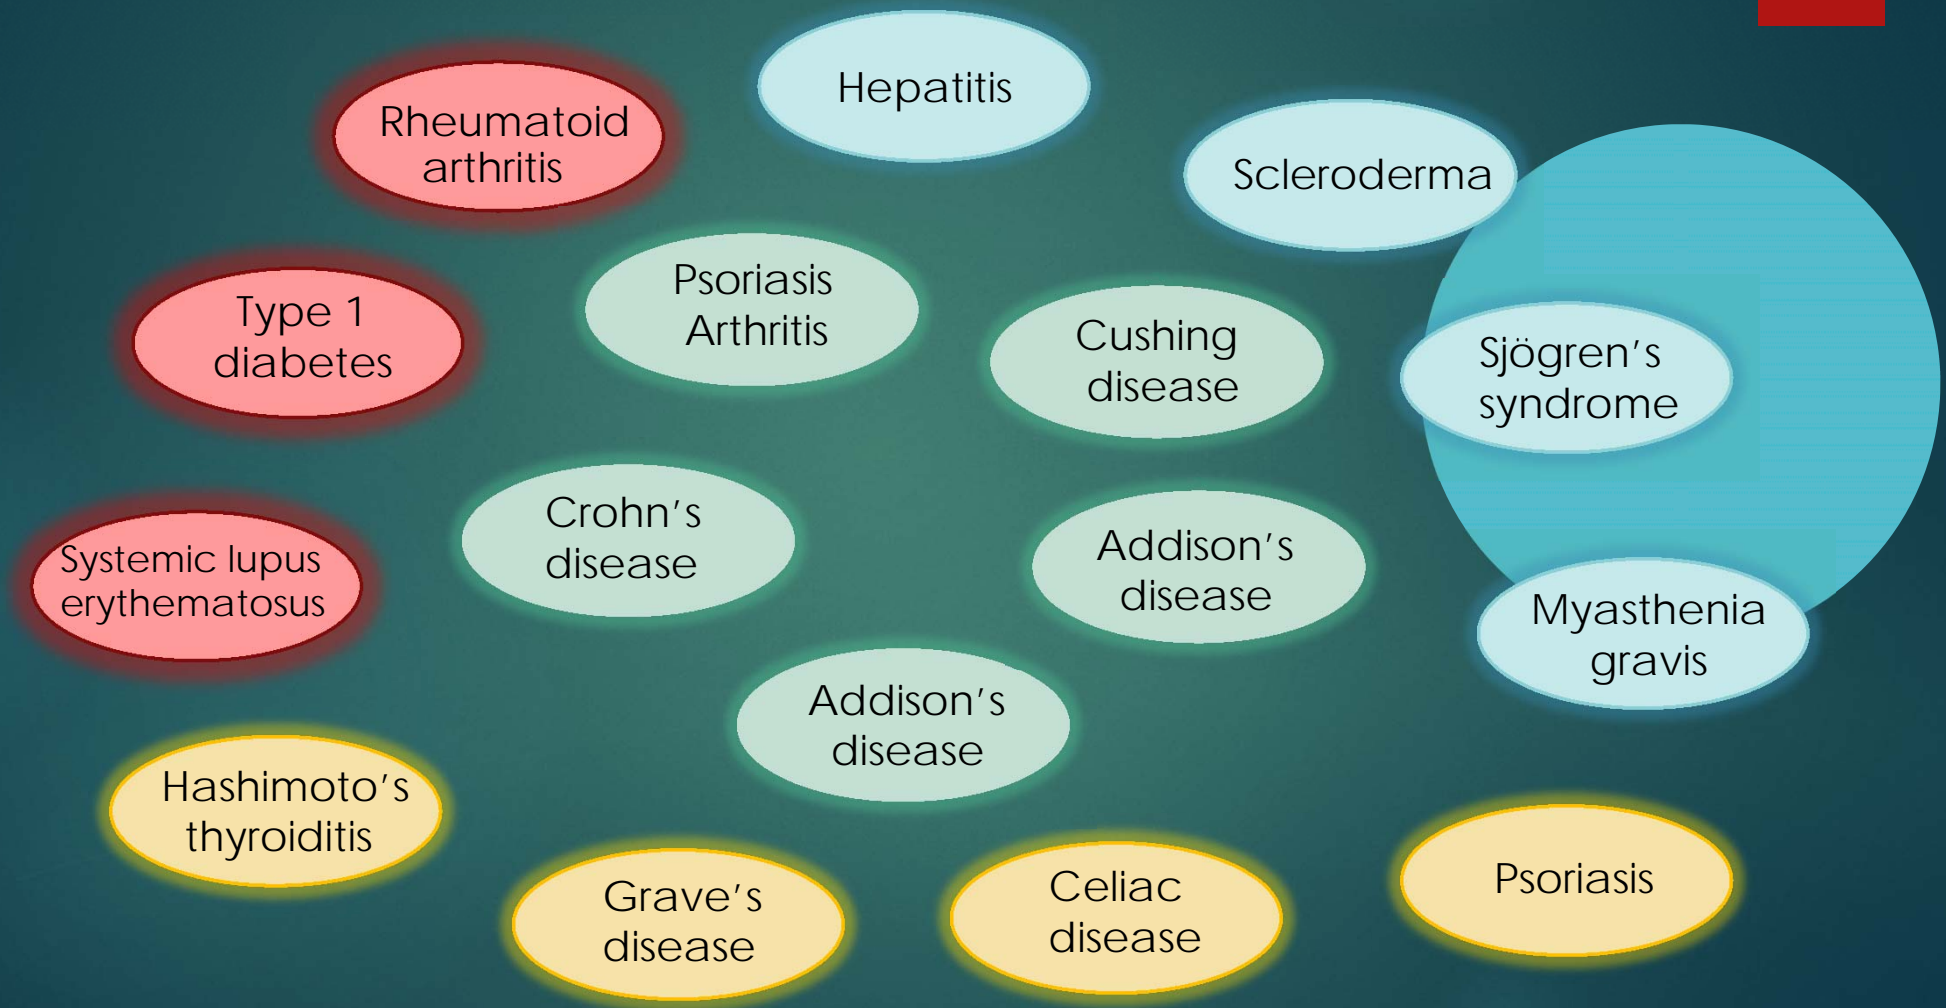 Hepatitis
Rheumatoid
arthritis
Scleroderma
Psoriasis
Arthritis
Type 1
diabetes
Cushing
disease
Sjögren’s
syndrome
Crohn’s
disease
Addison’s
disease
Systemic lupus
erythematosus
Myasthenia
gravis
Addison’s
disease
Hashimoto’s
thyroiditis
Grave’s
disease
Celiac
disease
Psoriasis